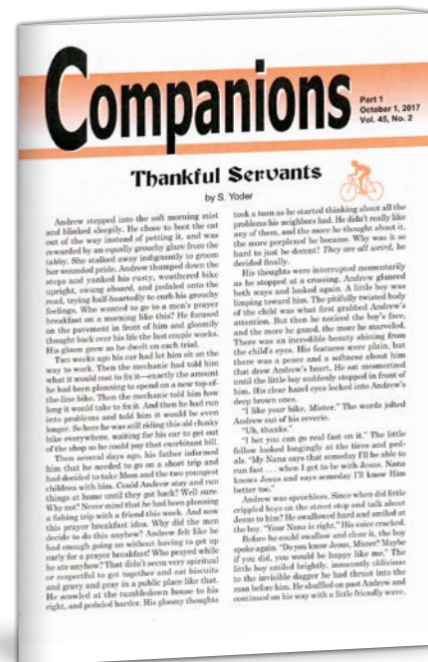 Companions
Part 1
October 1, 2017
Vol. 45, No. 2
Thankful Servants
by S. Yoder
Andrew stepped into the soft morning mist
and blinked sleepily. He chose to boot the cat
out of the way instead of petting it, and was
rewarded by an equally grouchy glare from the
tabby. She stalked away indignantly to groom
her wounded pride. Andrew thumped down the
steps and yanked his rusty, weathered bike
upright, swung aboard, and pedaled onto the
road, trying half-heartedly to curb his grouchy
feelings. Who wanted to go to a men's prayer
breakfast on a morning like this? He focused
on the pavement in front of him and gloomily
thought back over his life the last couple weeks.
His gloom grew as he dwelt on each trial.
Two weeks ago his car had let him sit on the
way to work. Then the mechanic had told him
what it would cost to fix it—exactly the amount
he had been planning to spend on a new top-of-
the-line bike. Then the mechanic told him how
long it would take to fix it. And then he had run
into problems and told him it would be even
longer. So here he was still riding this old clunky
bike everywhere, waiting for his car to get out
of the shop so he could pay that exorbitant bill.
Then several days ago, his father informed
him that he needed to go on a short trip and
had decided to take Mom and the two youngest
children with him. Could Andrew stay and run
things at home until they got back? Well sure.
Why not? Never mind that he had been planning
a fishing trip with a friend this week. And now
this prayer breakfast idea. Why did the men
decide to do this anyhow? Andrew felt like he
had enough going on without having to get up
early for a prayer breakfast! Who prayed while
he ate anyhow? That didn't seem very spiritual
or respectful to get together and eat biscuits
and gravy and pray in a public place like that.
He scowled at the tumbledown house to his
right, and pedaled harder. His gloomy thoughts
took a turn as he started thinking about all the
problems his neighbors had. He didn't really like
any of them, and the more he thought about it,
the more perplexed he became. Why was it so
hard to just be decent? They are all weird, he
decided finally.
His thoughts were interrupted momentarily
as he stopped at a crossing. Andrew glanced
both ways and looked again. A little boy was
limping toward him. The pitifully twisted body
of the child was what first grabbed Andrew's
attention. But then he noticed the boy's face,
and the more he gazed, the more he marveled.
There was an incredible beauty shining from
the child's eyes. His features were plain, but
there was a peace and a softness about him
that drew Andrew's heart. He sat mesmerized
until the little boy suddenly stopped in front of
him. His clear hazel eyes locked into Andrew's
deep brown ones.
"I like your bike, Mister." The words jolted
Andrew out of his reverie.
"Uh, thanks."
"I bet you can go real fast on it." The little
fellow looked longingly at the tires and ped-
als. "My Nana says that someday I'll be able to
run fast . . . when I get to be with Jesus. Nana
knows Jesus and says someday I'll know Him
better too."
Andrew was speechless. Since when did little
crippled boys on the street stop and talk about
Jesus to him? He swallowed hard and smiled at
the boy. "Your Nana is right." His voice cracked.
Before he could swallow and clear it, the boy
spoke again. "Do you know Jesus, Mister? Maybe
if you did, you would be happy like me." The
little boy smiled brightly, innocently oblivious
to the invisible dagger he had thrust into the
man before him. He shuffled on past Andrew and
continued on his way with a little friendly wave.